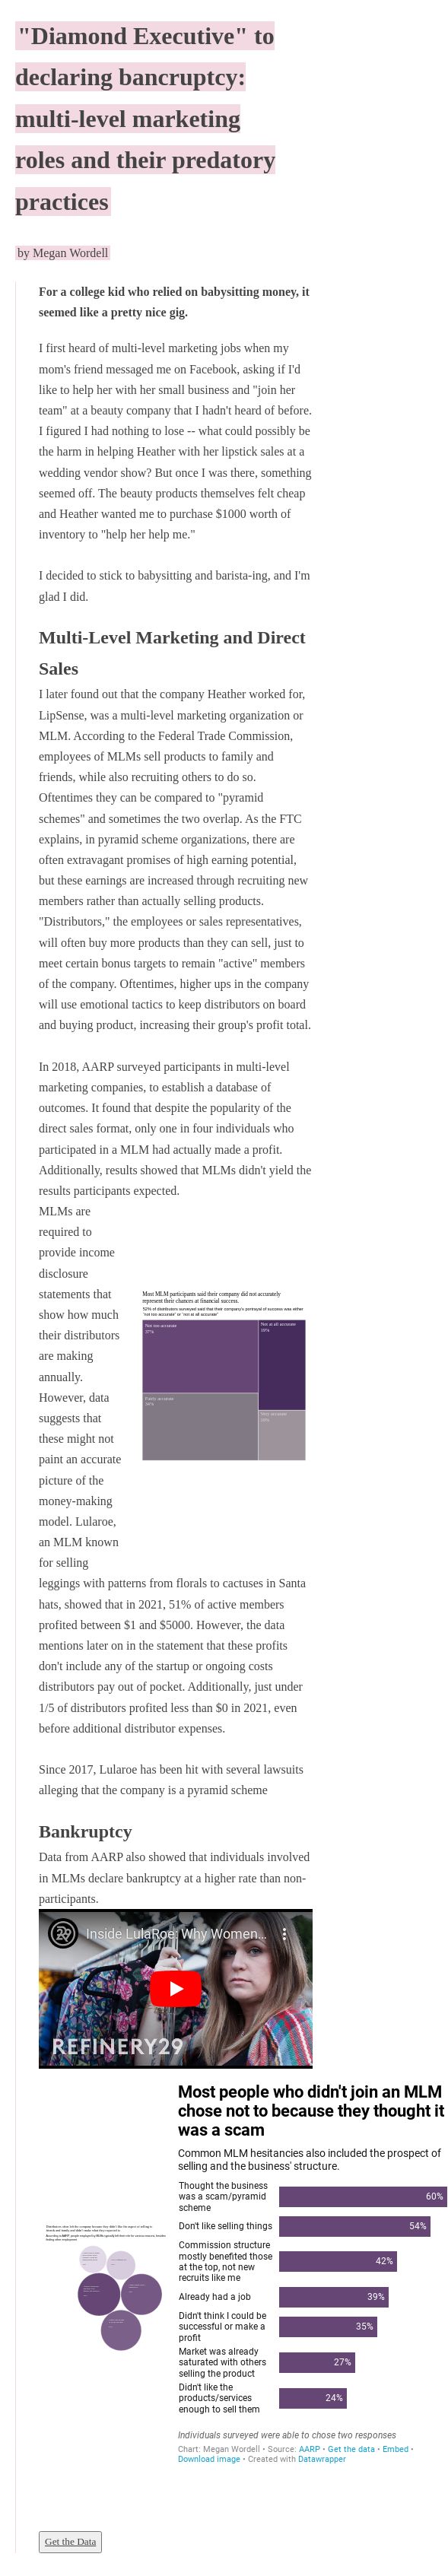 "Diamond Executive" to
declaring bancruptcy:
multi-level marketing
roles and their predatory
practices
by Megan Wordell
For a college kid who relied on babysitting money, it
seemed like a pretty nice gig.
I first heard of multi-level marketing jobs when my
mom's friend messaged me on Facebook, asking if I'd
like to help her with her small business and "join her
team" at a beauty company that I hadn't heard of before.
I figured I had nothing to lose -- what could possibly be
the harm in helping Heather with her lipstick sales at a
wedding vendor show? But once I was there, something
seemed off. The beauty products themselves felt cheap
and Heather wanted me to purchase $1000 worth of
inventory to "help her help me."
I decided to stick to babysitting and barista-ing, and I'm
glad I did.
Multi-Level Marketing and Direct
Sales
I later found out that the company Heather worked for,
LipSense, was a multi-level marketing organization or
MLM. According to the Federal Trade Commission,
employees of MLMs sell products to family and
friends, while also recruiting others to do so.
Oftentimes they can be compared to "pyramid
schemes" and sometimes the two overlap. As the FTC
explains, in pyramid scheme organizations, there are
often extravagant promises of high earning potential,
but these earnings are increased through recruiting new
members rather than actually selling products.
"Distributors," the employees or sales representatives,
will often buy more products than they can sell, just to
meet certain bonus targets to remain "active" members
of the company. Oftentimes, higher ups in the company
will use emotional tactics to keep distributors on board
and buying product, increasing their group's profit total.
In 2018, AARP surveyed participants in multi-level
marketing companies, to establish a database of
outcomes. It found that despite the popularity of the
direct sales format, only one in four individuals who
participated in a MLM had actually made a profit.
Additionally, results showed that MLMs didn't yield the
results participants expected.
MLMs are
required to
provide income
disclosure
statements that
show how much
their distributors
are making
annually.
However, data
suggests that
these might not
paint an accurate
picture of the
money-making
model. Lularoe,
an MLM known
for selling
Most MLM participants said their company did not accurately
represent their chances at financial success.
52% of distributors surveyed said that their company's portrayal of success was either
"not too accurate" or "not at all accurate"
Not too accurate
Not at all accurate
Fairly accurate
Very accurate
leggings with patterns from florals to cactuses in Santa
hats, showed that in 2021, 51% of active members
profited between $1 and $5000. However, the data
mentions later on in the statement that these profits
don't include any of the startup or ongoing costs
distributors pay out of pocket. Additionally, just under
1/5 of distributors profited less than $0 in 2021, even
before additional distributor expenses.
Since 2017, Lularoe has been hit with several lawsuits
alleging that the company is a pyramid scheme
Bankruptcy
Data from AARP also showed that individuals involved
in MLMs declare bankruptcy at a higher rate than non-
participants.
Inside LulaRoe: Why Women...
REFINERY29
Most people who didn't join an MLM
chose not to because they thought it
was a scam
Common MLM hesitancies also included the prospect of
selling and the business' structure.
Thought the business
was a scam/pyramid
scheme
60%
Don't like selling things
54%
Commission structure
mostly benefited those
at the top, not new
recruits like me
42%
Already had a job
39%
Didn't think I could be
successful or make a
profit
35%
Market was already
saturated with others
selling the product
27%
Didn't like the
products/services
enough to sell them
24%
Individuals surveyed were able to chose two responses
Chart: Megan Wordell • Source: AARP • Get the data • Embed •
Download image • Created with Datawrapper
Get the Data